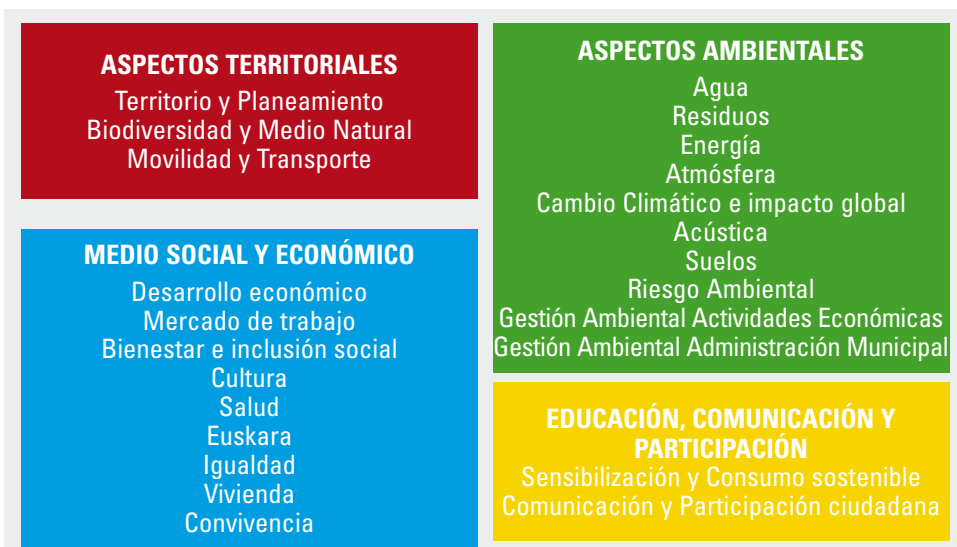 ASPECTOS TERRITORIALES
Territorio y Planeamiento
Biodiversidad y Medio Natural
Movilidad y Transporte
MEDIO SOCIAL Y ECONÓMICO
Desarrollo económico
Mercado de trabajo
Bienestar e inclusión social
Cultura
Salud
Euskara
Igualdad
Vivienda
Convivencia
ASPECTOS AMBIENTALES
Agua
Residuos
Energía
Atmósfera
Cambio Climático e impacto global
Acústica
Suelos
Riesgo Ambiental
Gestión Ambiental Actividades Económicas
Gestión Ambiental Administración Municipal
EDUCACIÓN, COMUNICACIÓN Y
PARTICIPACIÓN
Sensibilización y Consumo sostenible
Comunicación y Participación ciudadana